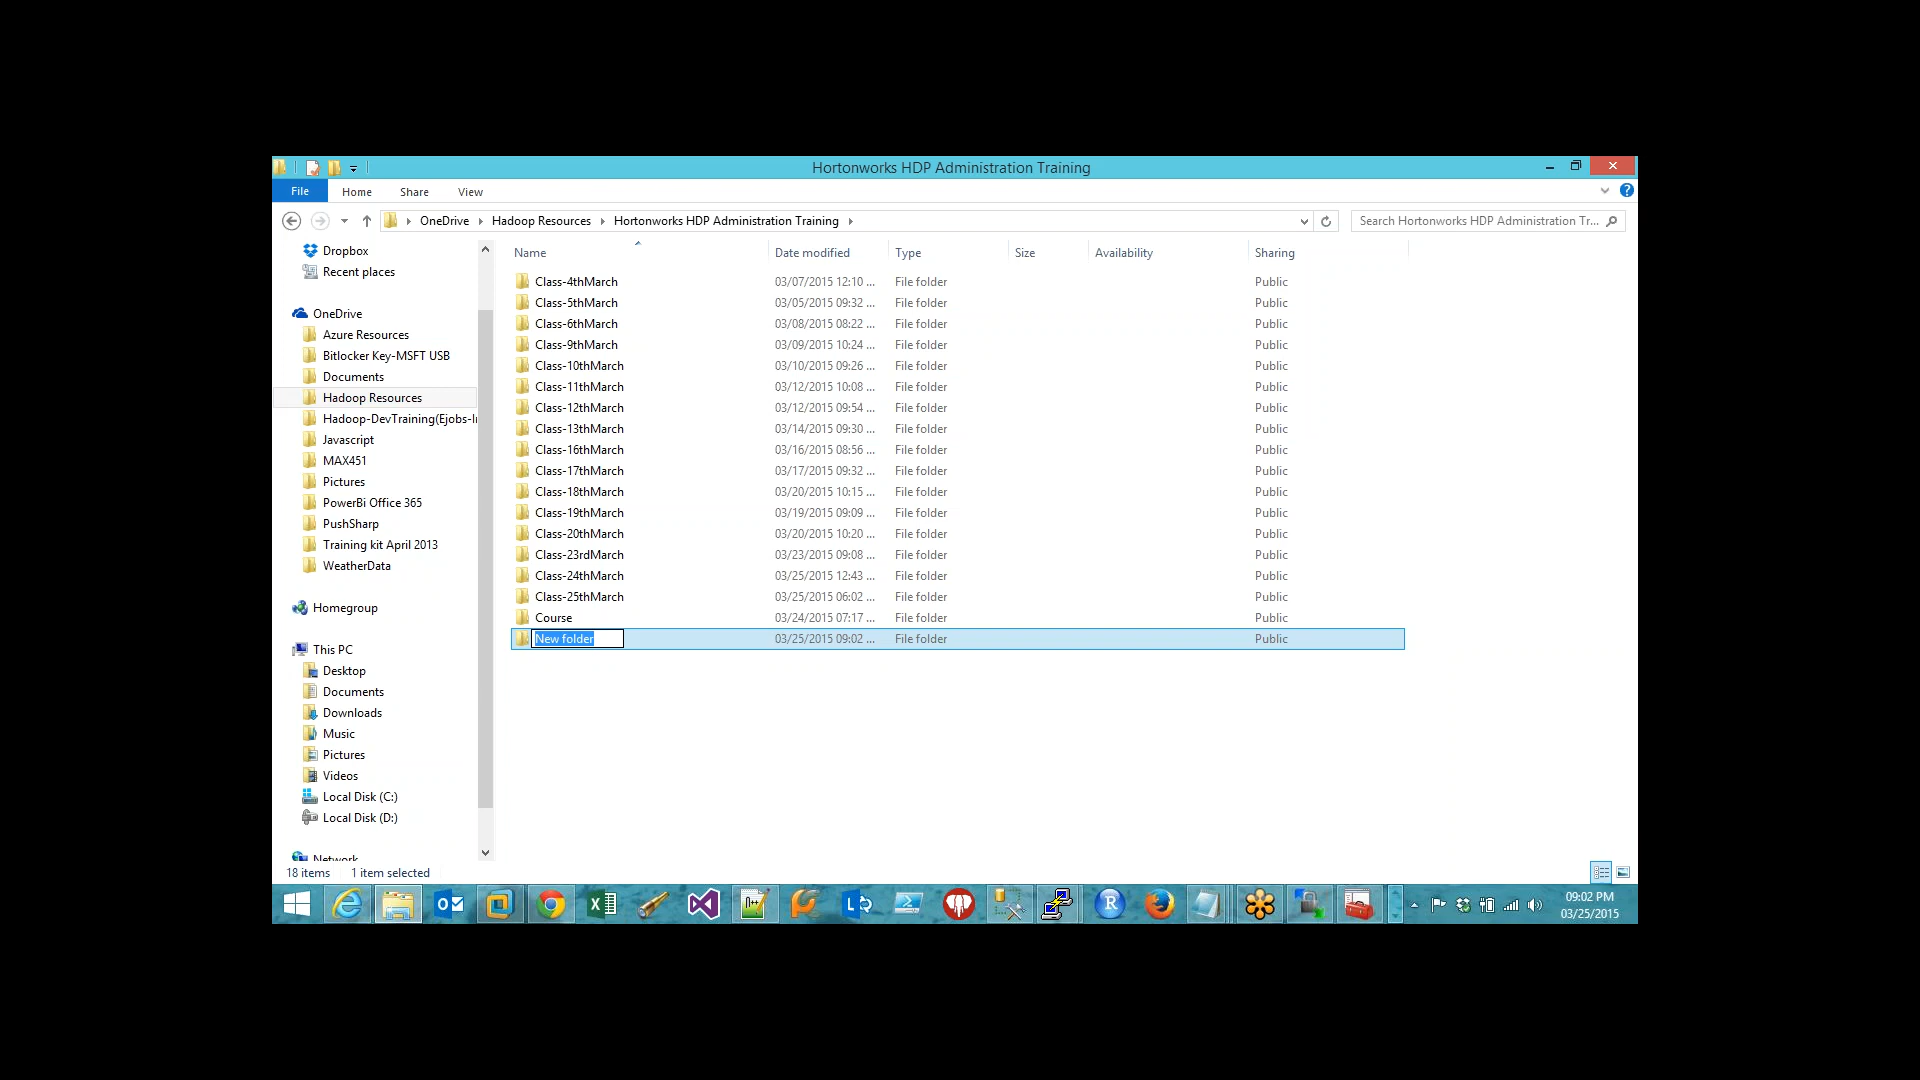 Hortonworks HDP Administration Training
File Home Share View
OneDrive Hadoop Resources Hortonworks HDP Administration Training
Search Hortonworks HDP Administration Tr...
Name Date modified Type Size Availability Sharing
Dropbox
Recent places
OneDrive
Azure Resources
Bitlocker Key-MSFT USB
Documents
Hadoop Resources
Hadoop-DevTraining(Ejobs-I
Javascript
MAX451
Pictures
PowerBi Office 365
PushSharp
Training kit April 2013
WeatherData
Homegroup
This PC
Desktop
Documents
Downloads
Music
Pictures
Videos
Local Disk (C:)
Local Disk (D:)
Network
Class-4thMarch 03/07/2015 12:10 ... File folder Public
Class-5thMarch 03/05/2015 09:32 ... File folder Public
Class-6thMarch 03/08/2015 08:22 ... File folder Public
Class-9thMarch 03/09/2015 10:24 ... File folder Public
Class-10thMarch 03/10/2015 09:26 ... File folder Public
Class-11thMarch 03/12/2015 10:08 ... File folder Public
Class-12thMarch 03/12/2015 09:54 ... File folder Public
Class-13thMarch 03/14/2015 09:30 ... File folder Public
Class-16thMarch 03/16/2015 08:56 ... File folder Public
Class-17thMarch 03/17/2015 09:32 ... File folder Public
Class-18thMarch 03/20/2015 10:15 ... File folder Public
Class-19thMarch 03/19/2015 09:09 ... File folder Public
Class-20thMarch 03/20/2015 10:20 ... File folder Public
Class-23rdMarch 03/23/2015 09:08 ... File folder Public
Class-24thMarch 03/25/2015 12:43 ... File folder Public
Class-25thMarch 03/25/2015 06:02 ... File folder Public
Course 03/24/2015 07:17 ... File folder Public
New folder 03/25/2015 09:02 ... File folder Public
18 items 1 item selected
09:02 PM
03/25/2015